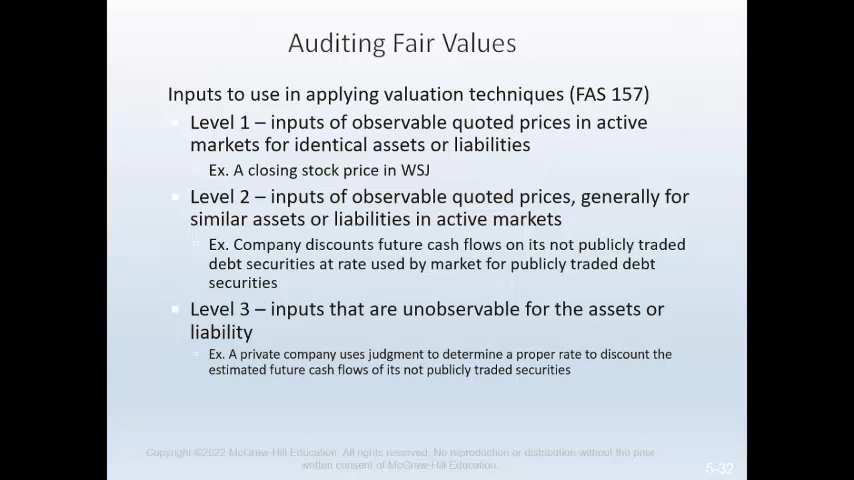 Auditing Fair Values
Inputs to use in applying valuation techniques (FAS 157)
Level 1 – inputs of observable quoted prices in active
markets for identical assets or liabilities
Ex. A closing stock price in WSJ
Level 2 – inputs of observable quoted prices, generally for
similar assets or liabilities in active markets
Ex. Company discounts future cash flows on its not publicly traded
debt securities at rate used by market for publicly traded debt
securities
Level 3 – inputs that are unobservable for the assets or
liability
Ex. A private company uses judgment to determine a proper rate to discount the
estimated future cash flows of its not publicly traded securities
Copyright ©2022 McGraw-Hill Education. All rights reserved. No reproduction or distribution without the prior
written consent of McGraw-Hill Education.
5-32